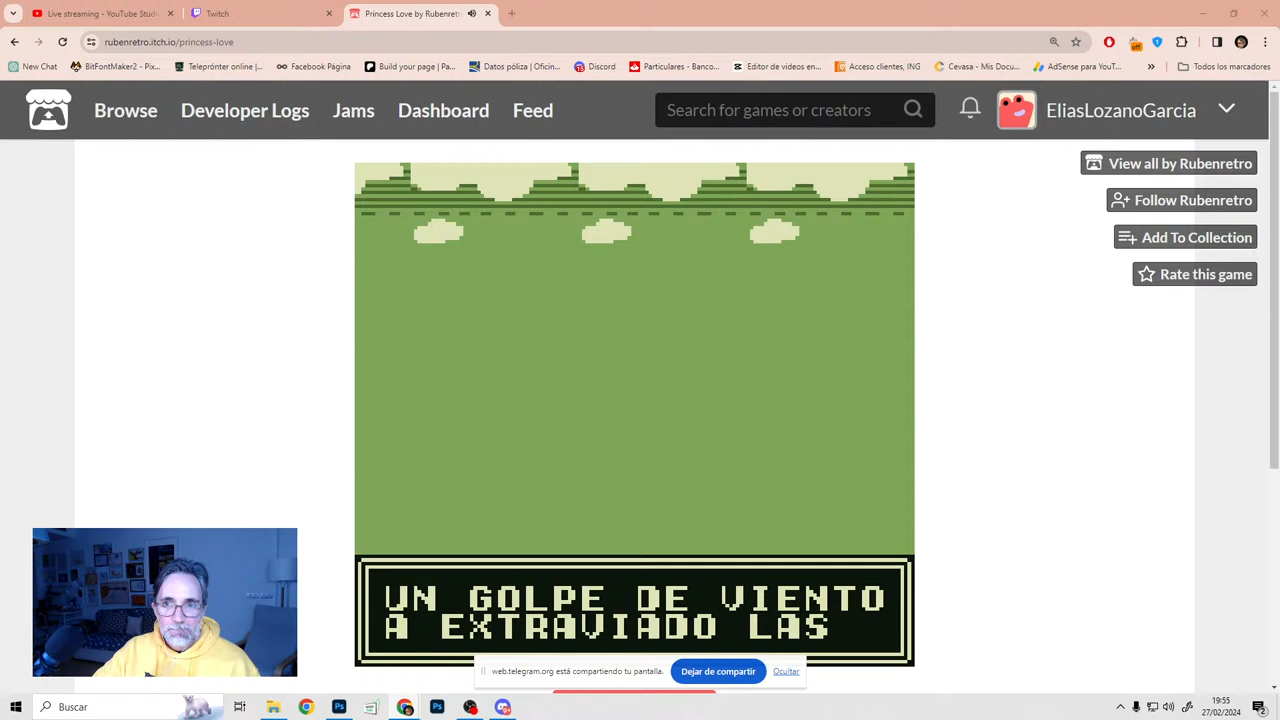 Live streaming - YouTube Studi
Twitch
Princess Love by Rubenretr
rubenretro.itch.io/princess-love
New Chat
BitFontMaker2 - Pix...
Teleprónter online |...
Facebook Página
Build your page | Pa...
Datos póliza | Oficin...
Discord
Particulares - Banco...
Editor de videos en...
Acceso clientes, ING
Cevasa - Mis Docu...
AdSense para YouT...
Todos los marcadores
Browse
Developer Logs
Jams
Dashboard
Feed
Search for games or creators
EliasLozanoGarcia
View all by Rubenretro
Follow Rubenretro
Add To Collection
Rate this game
UN GOLPE DE VIENTO
A EXTRAVIADO LAS
web.telegram.org está compartiendo tu pantalla.
Dejar de compartir
Ocultar
Buscar
19:55
27/02/2024